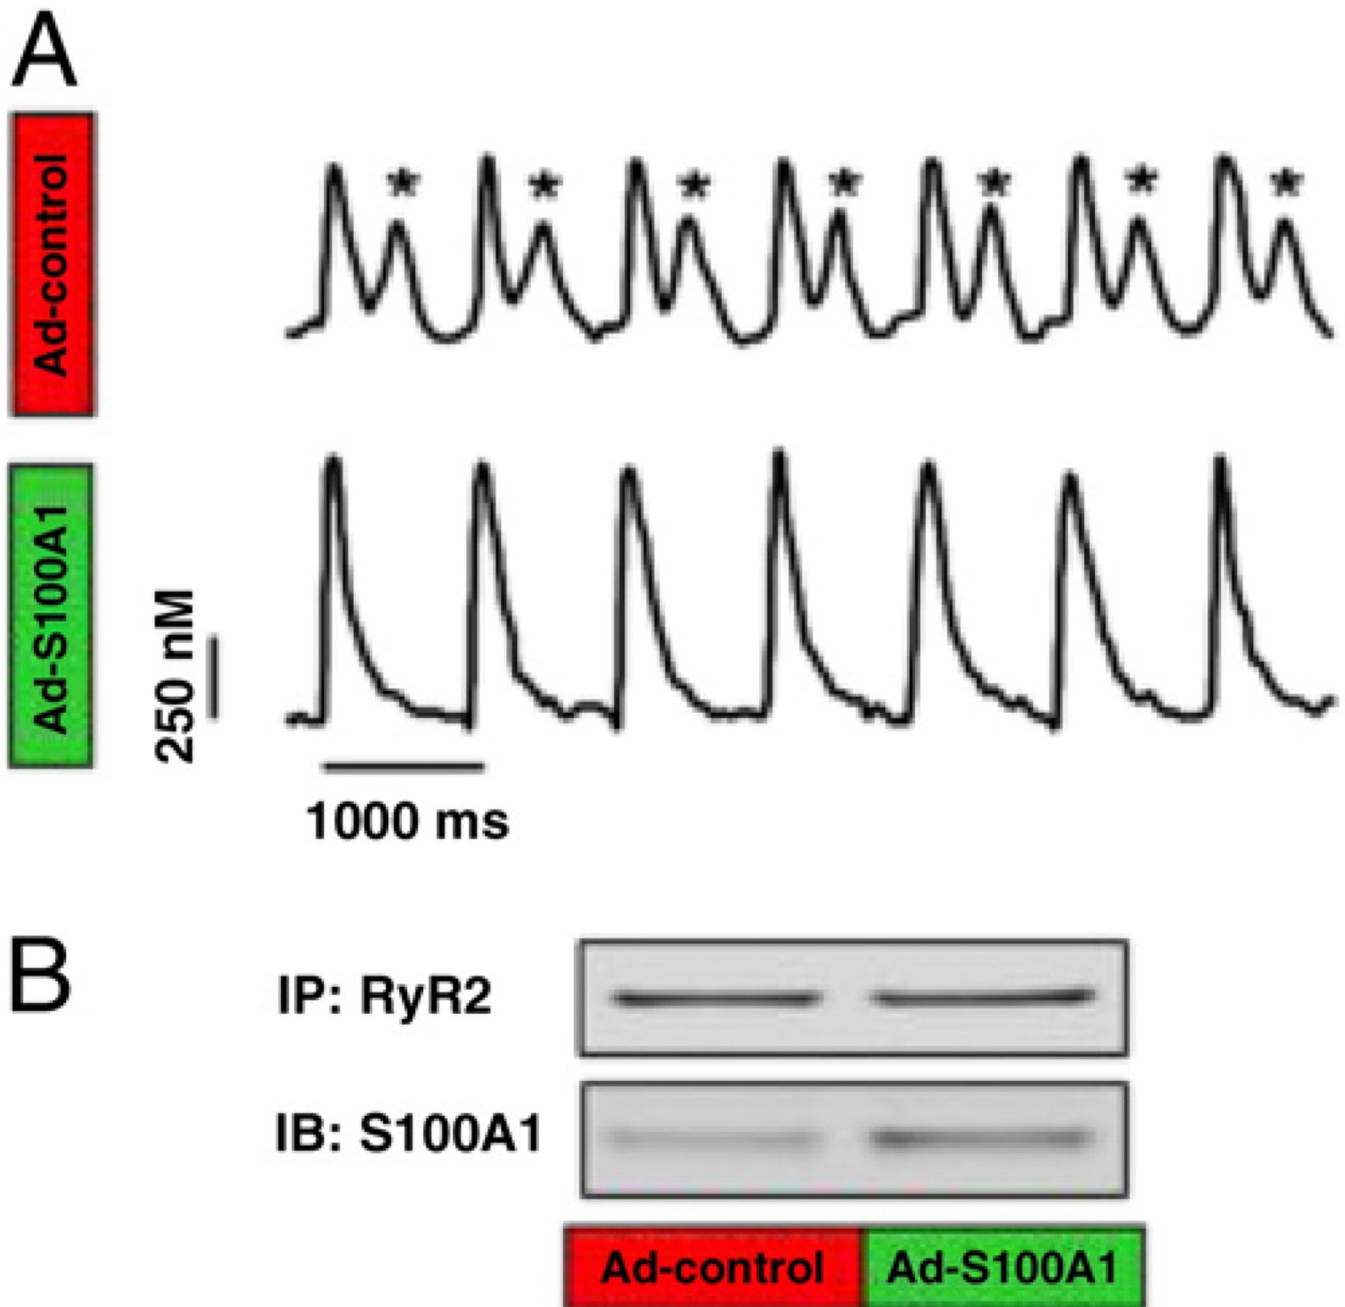 A
Ad-control
* * * * * * *
Ad-S100A1
250 nM
1000 ms
B
IP: RyR2
IB: S100A1
Ad-control
Ad-S100A1